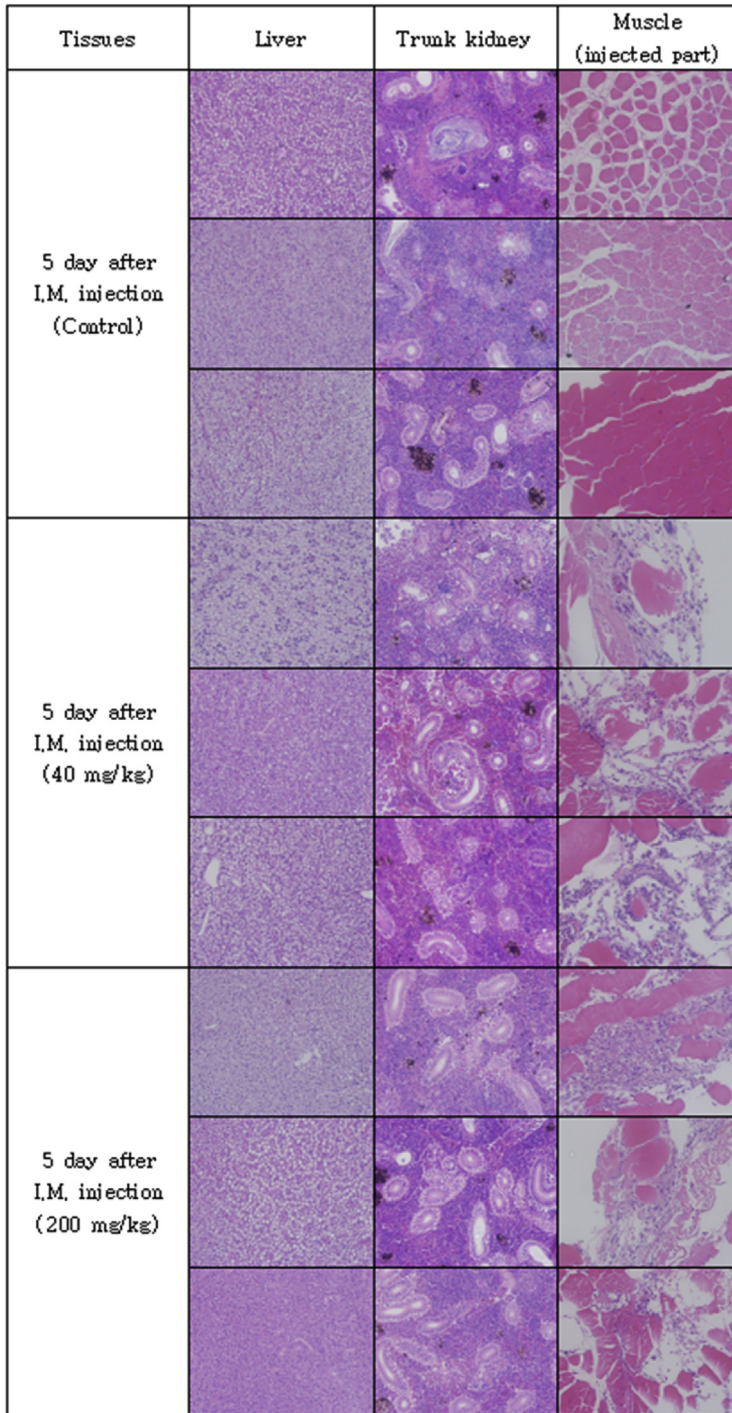 Tissues
Liver
Trunk kidney
Muscle
(injected part)
5 day after
I.M. injection
(Control)
5 day after
I.M. injection
(40 mg/kg)
5 day after
I.M. injection
(200 mg/kg)